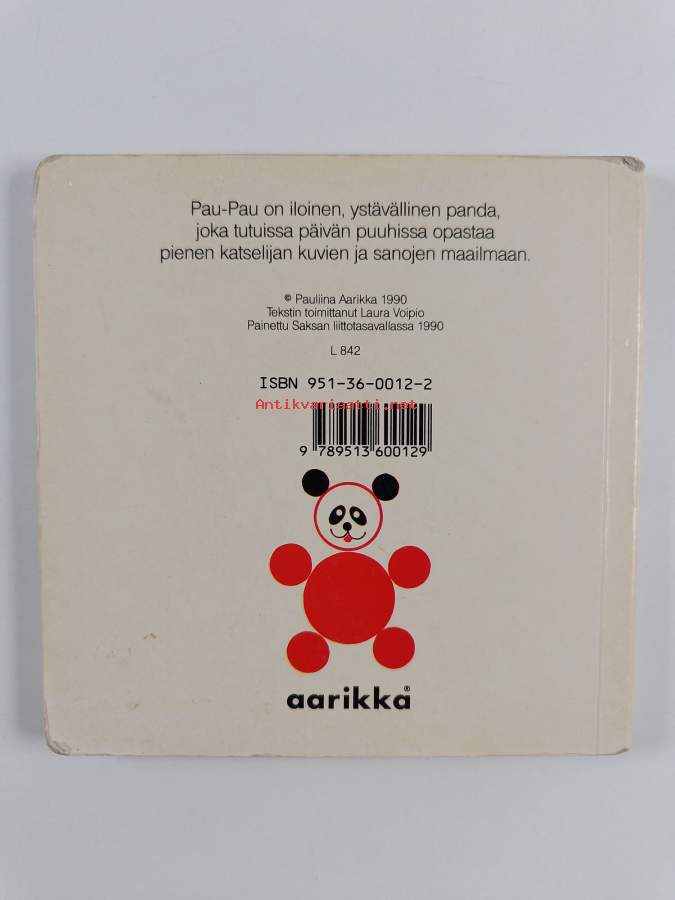 Pau-Pau on iloinen, ystävällinen panda,
joka tutuissa päivän puuhissa opastaa
pienen katselijan kuvien ja sanojen maailmaan.
© Pauliina Aarikka 1990
Tekstin toimittanut Laura Voipio
Painettu Saksan liittotasavallassa 1990
L 842
ISBN 951-36-0012-2
Antikvariaatti.net
9 789513 600129
aarikka®